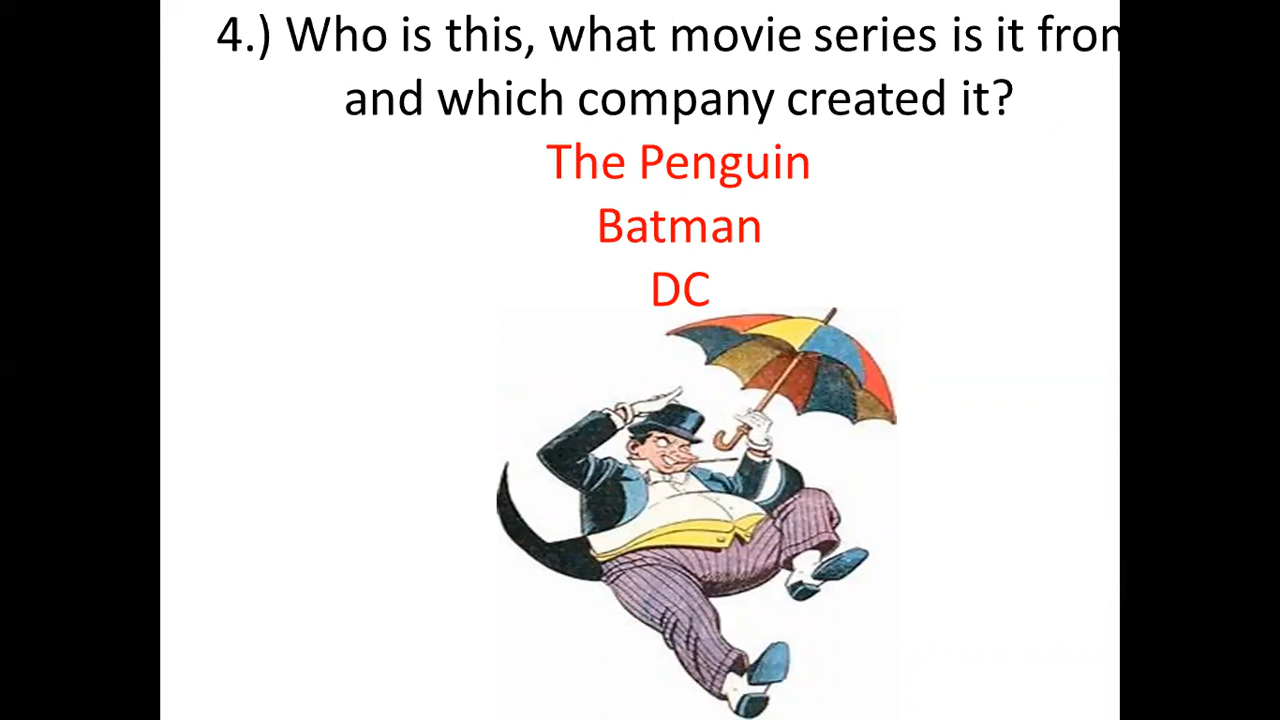 4.) Who is this, what movie series is it fron
and which company created it?
The Penguin
Batman
DC